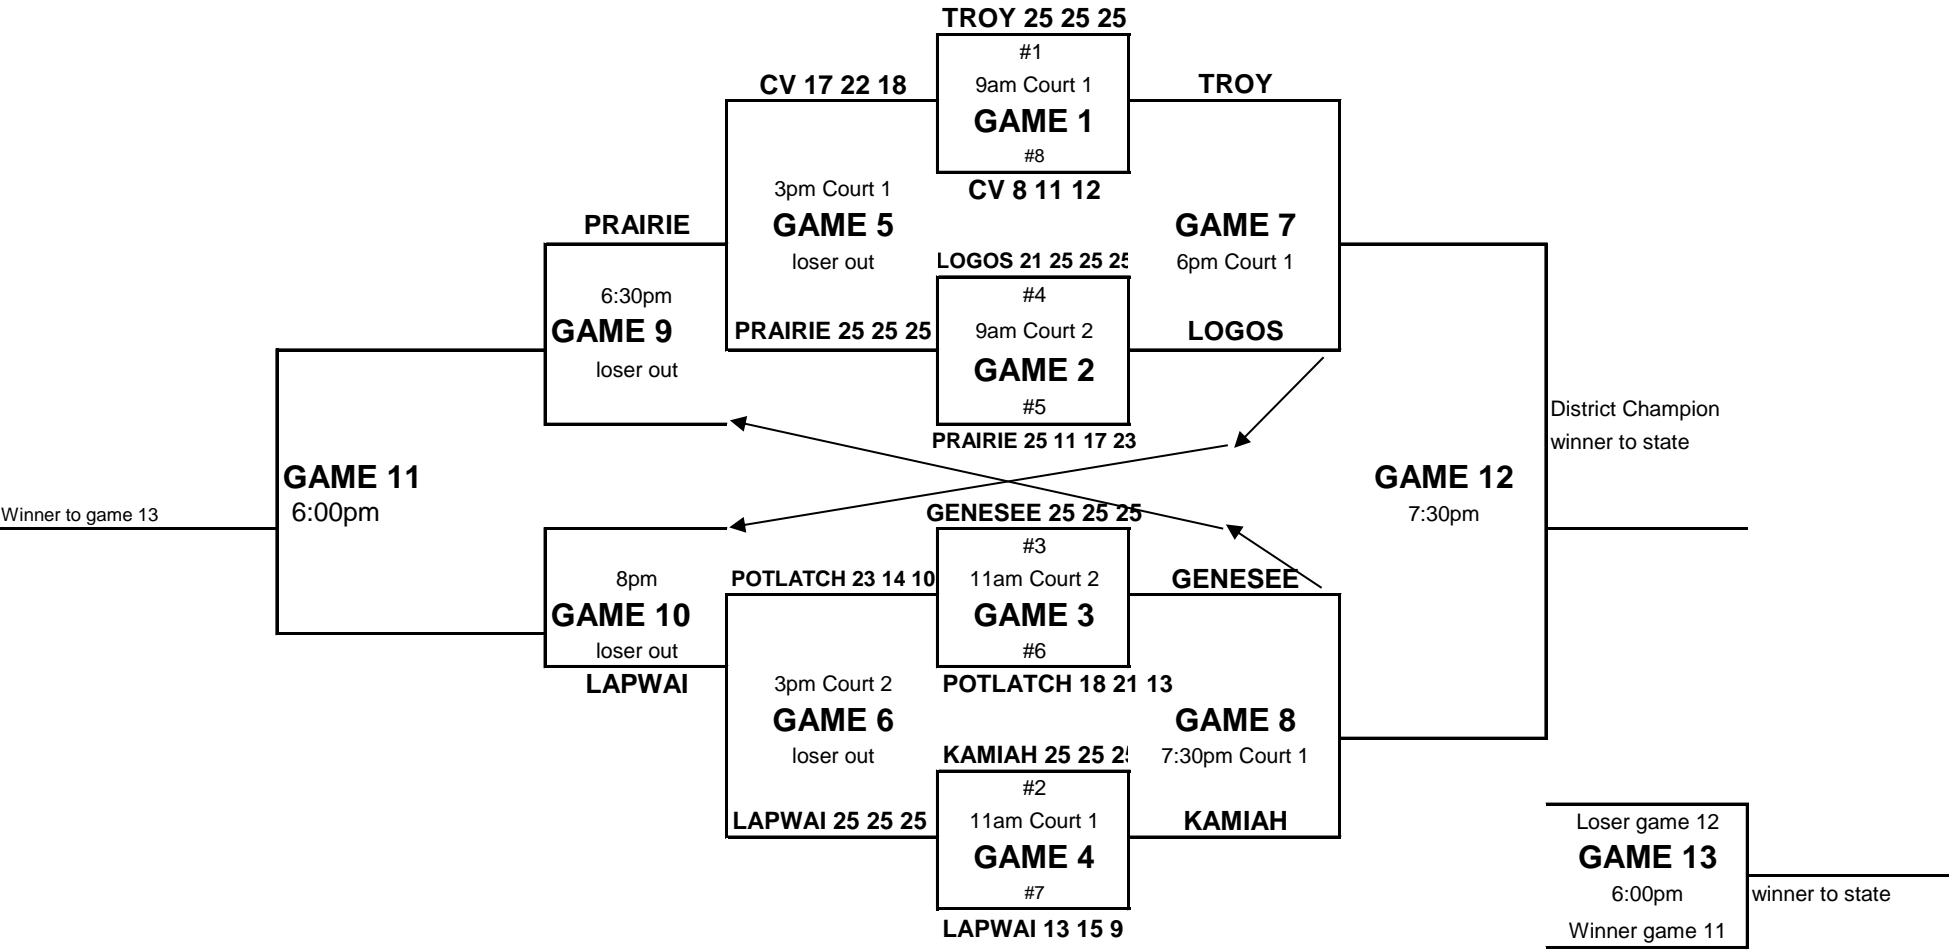 TROY 25 25 25
#1
9am Court 1
GAME 1
#8
CV 8 11 12
CV 17 22 18
TROY
3pm Court 1
GAME 5
loser out
PRAIRIE
GAME 7
6pm Court 1
LOGOS 21 25 25 25
#4
9am Court 2
GAME 2
#5
PRAIRIE 25 11 17 23
6:30pm
GAME 9
loser out
PRAIRIE 25 25 25
LOGOS
District Champion
winner to state
GAME 11
6:00pm
Winner to game 13
GAME 12
7:30pm
GENESEE 25 25 25
#3
11am Court 2
GAME 3
#6
POTLATCH 18 21 13
8pm
GAME 10
loser out
LAPWAI
POTLATCH 23 14 10
GENESEE
3pm Court 2
GAME 6
loser out
GAME 8
7:30pm Court 1
KAMIAH 25 25 25
#2
11am Court 1
GAME 4
#7
LAPWAI 13 15 9
LAPWAI 25 25 25
KAMIAH
Loser game 12
GAME 13
6:00pm
Winner game 11
winner to state